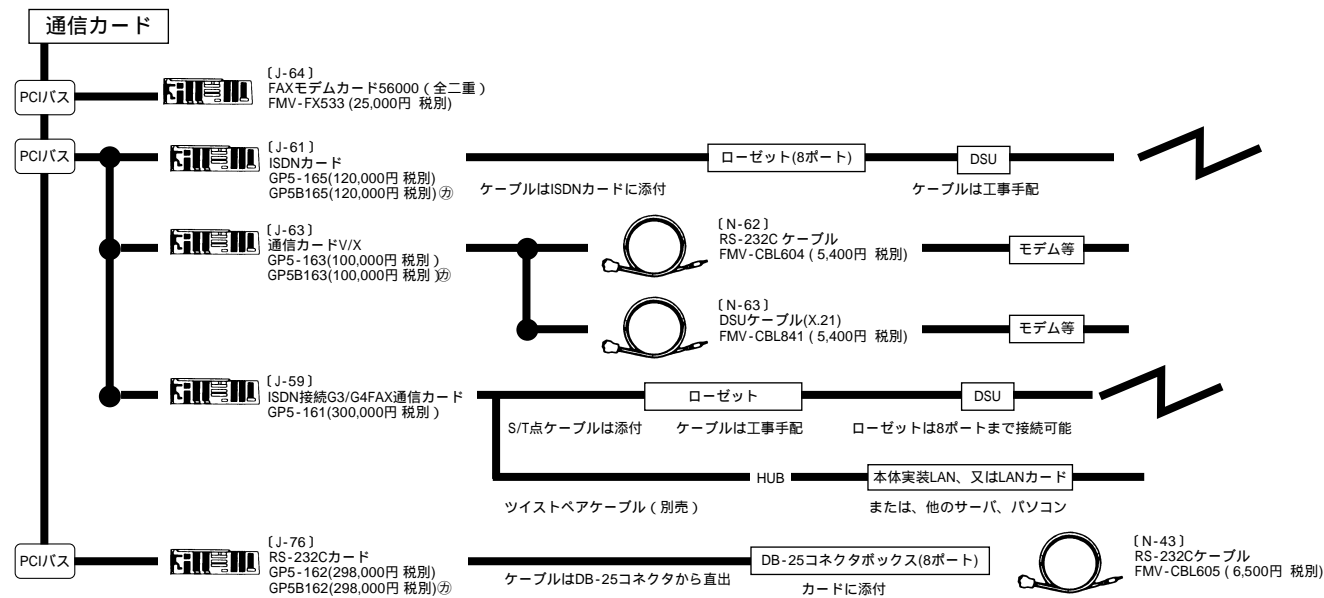 通信カード
PCIバス
〔J-64〕
FAXモデムカード56000（全二重）
FMV-FX533 (25,000円 税別)
PCIバス
〔J-61〕
ISDNカード
GP5-165(120,000円 税別)
GP5B165(120,000円 税別)㋕
ケーブルはISDNカードに添付
ローゼット(8ポート)
DSU
ケーブルは工事手配
〔J-63〕
通信カードV/X
GP5-163(100,000円 税別）
GP5B163(100,000円 税別）㋕
〔N-62〕
RS-232C ケーブル
FMV-CBL604（5,400円 税別)
モデム等
〔N-63〕
DSUケーブル(X.21)
FMV-CBL841（5,400円 税別)
モデム等
〔J-59〕
ISDN接続G3/G4FAX通信カード
GP5-161(300,000円 税別）
ローゼット
DSU
S/T点ケーブルは添付
ケーブルは工事手配
ローゼットは8ポートまで接続可能
HUB
本体実装LAN、又はLANカード
ツイストペアケーブル（別売）
または、他のサーバ、パソコン
PCIバス
〔J-76〕
RS-232Cカード
GP5-162(298,000円 税別)
GP5B162(298,000円 税別)㋕
ケーブルはDB-25コネクタから直出
DB-25コネクタボックス(8ポート)
カードに添付
〔N-43〕
RS-232Cケーブル
FMV-CBL605（6,500円 税別)